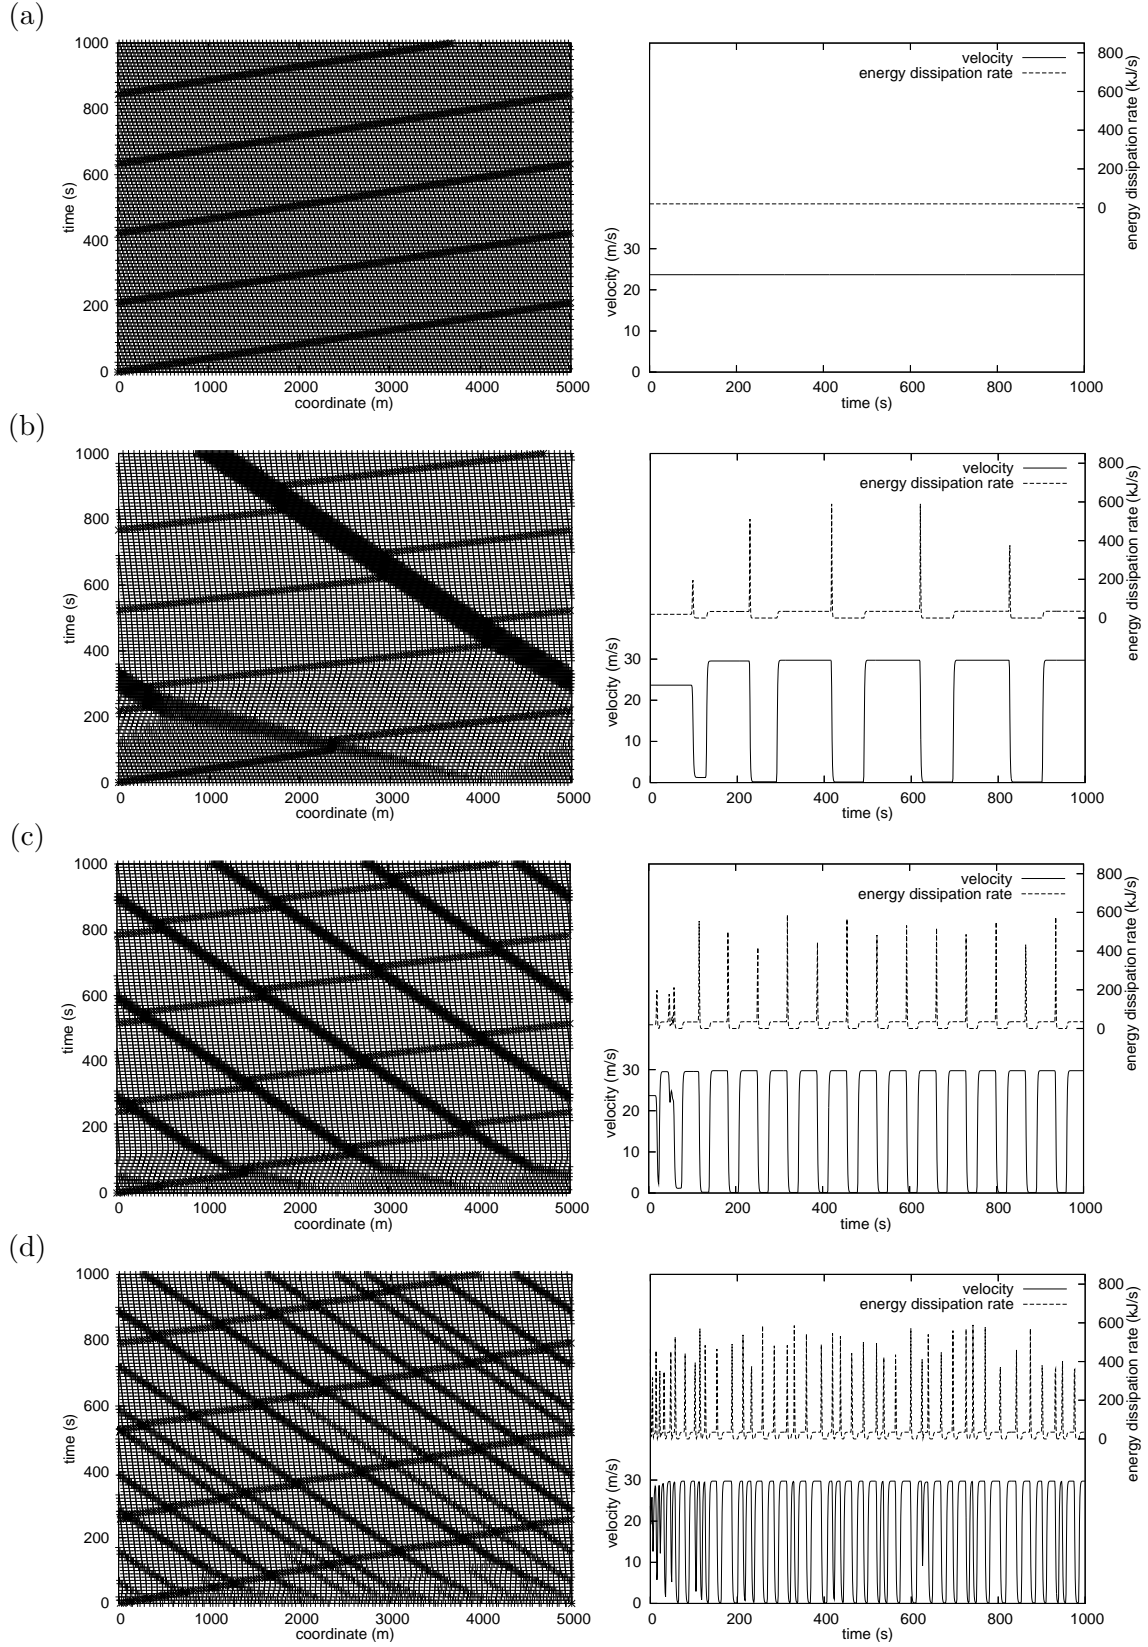 (a)
1000
800
600
400
200
0
time (s)
0 1000 2000 3000 4000 5000
coordinate (m)
velocity
energy dissipation rate
800
600
400
200
0
energy dissipation rate (kJ/s)
30
20
10
0
velocity (m/s)
0 200 400 600 800 1000
time (s)
(b)
1000
800
600
400
200
0
time (s)
0 1000 2000 3000 4000 5000
coordinate (m)
velocity
energy dissipation rate
800
600
400
200
0
energy dissipation rate (kJ/s)
30
20
10
0
velocity (m/s)
0 200 400 600 800 1000
time (s)
(c)
1000
800
600
400
200
0
time (s)
0 1000 2000 3000 4000 5000
coordinate (m)
velocity
energy dissipation rate
800
600
400
200
0
energy dissipation rate (kJ/s)
30
20
10
0
velocity (m/s)
0 200 400 600 800 1000
time (s)
(d)
1000
800
600
400
200
0
time (s)
0 1000 2000 3000 4000 5000
coordinate (m)
velocity
energy dissipation rate
800
600
400
200
0
energy dissipation rate (kJ/s)
30
20
10
0
velocity (m/s)
0 200 400 600 800 1000
time (s)